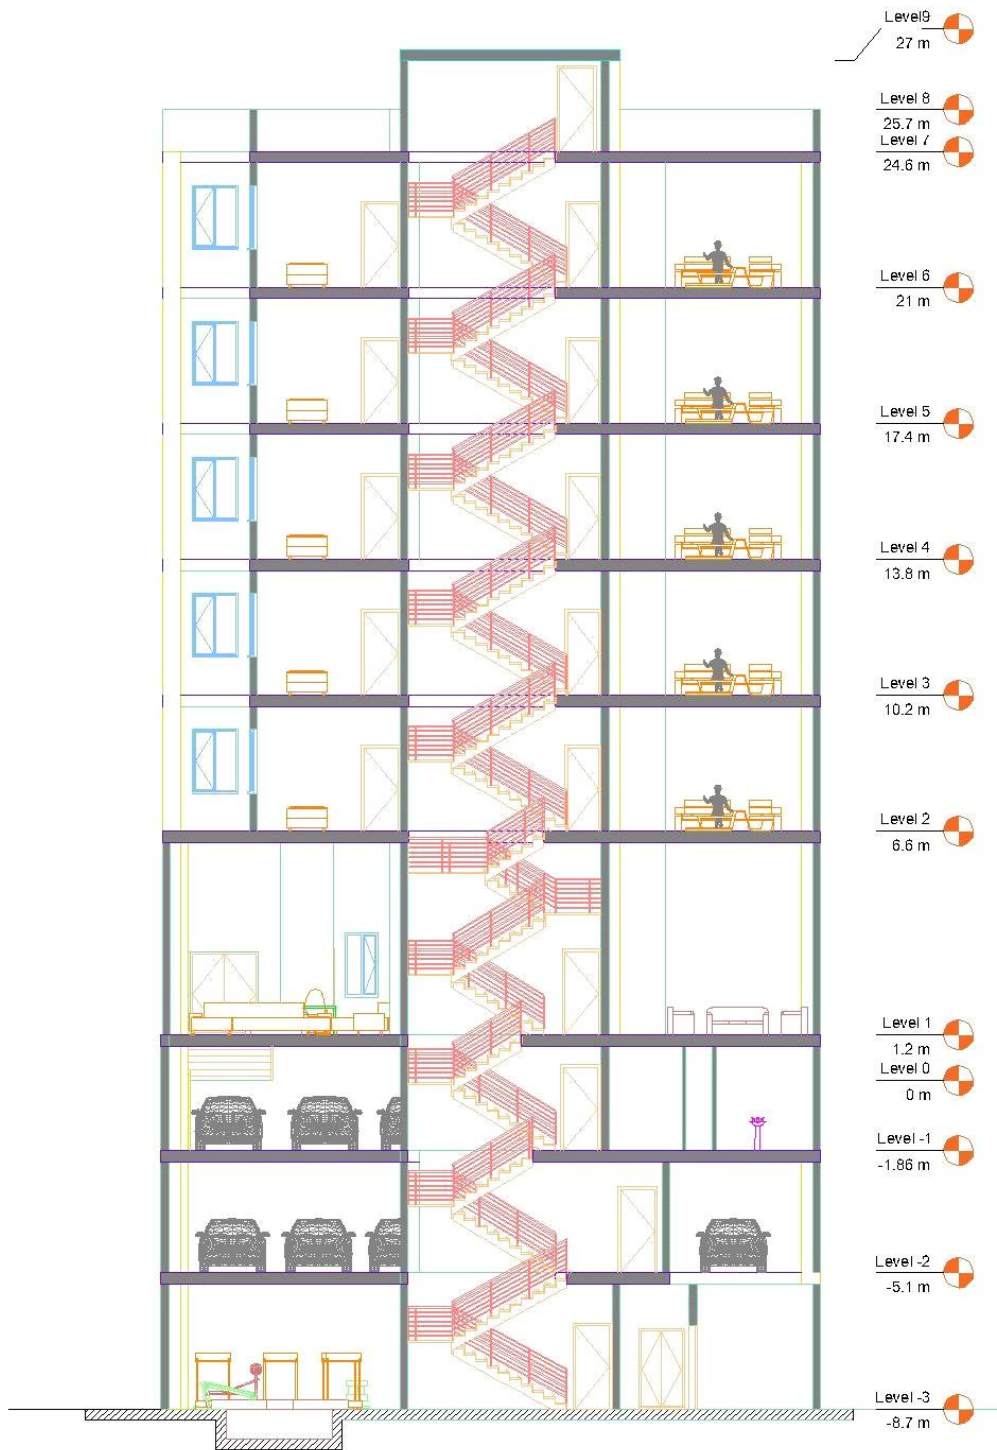 Level9
27 m
Level 8
25.7 m
Level 7
24.6 m
Level 6
21 m
Level 5
17.4 m
Level 4
13.8 m
Level 3
10.2 m
Level 2
6.6 m
Level 1
1.2 m
Level 0
0 m
Level -1
-1.86 m
Level -2
-5.1 m
Level -3
-8.7 m